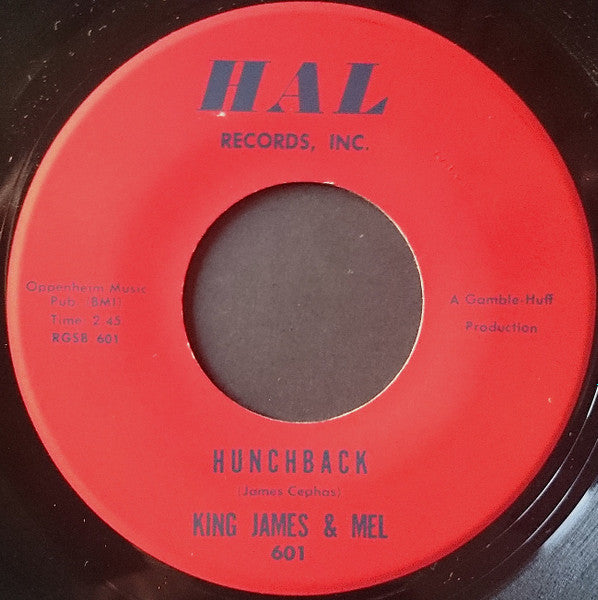 HAL
RECORDS, INC.
Oppenheim Music
Pub. (BMI)
Time: 2:45
RGSB 601
A Gamble-Huff
Production
HUNCHBACK
(James Cephas)
KING JAMES & MEL
601